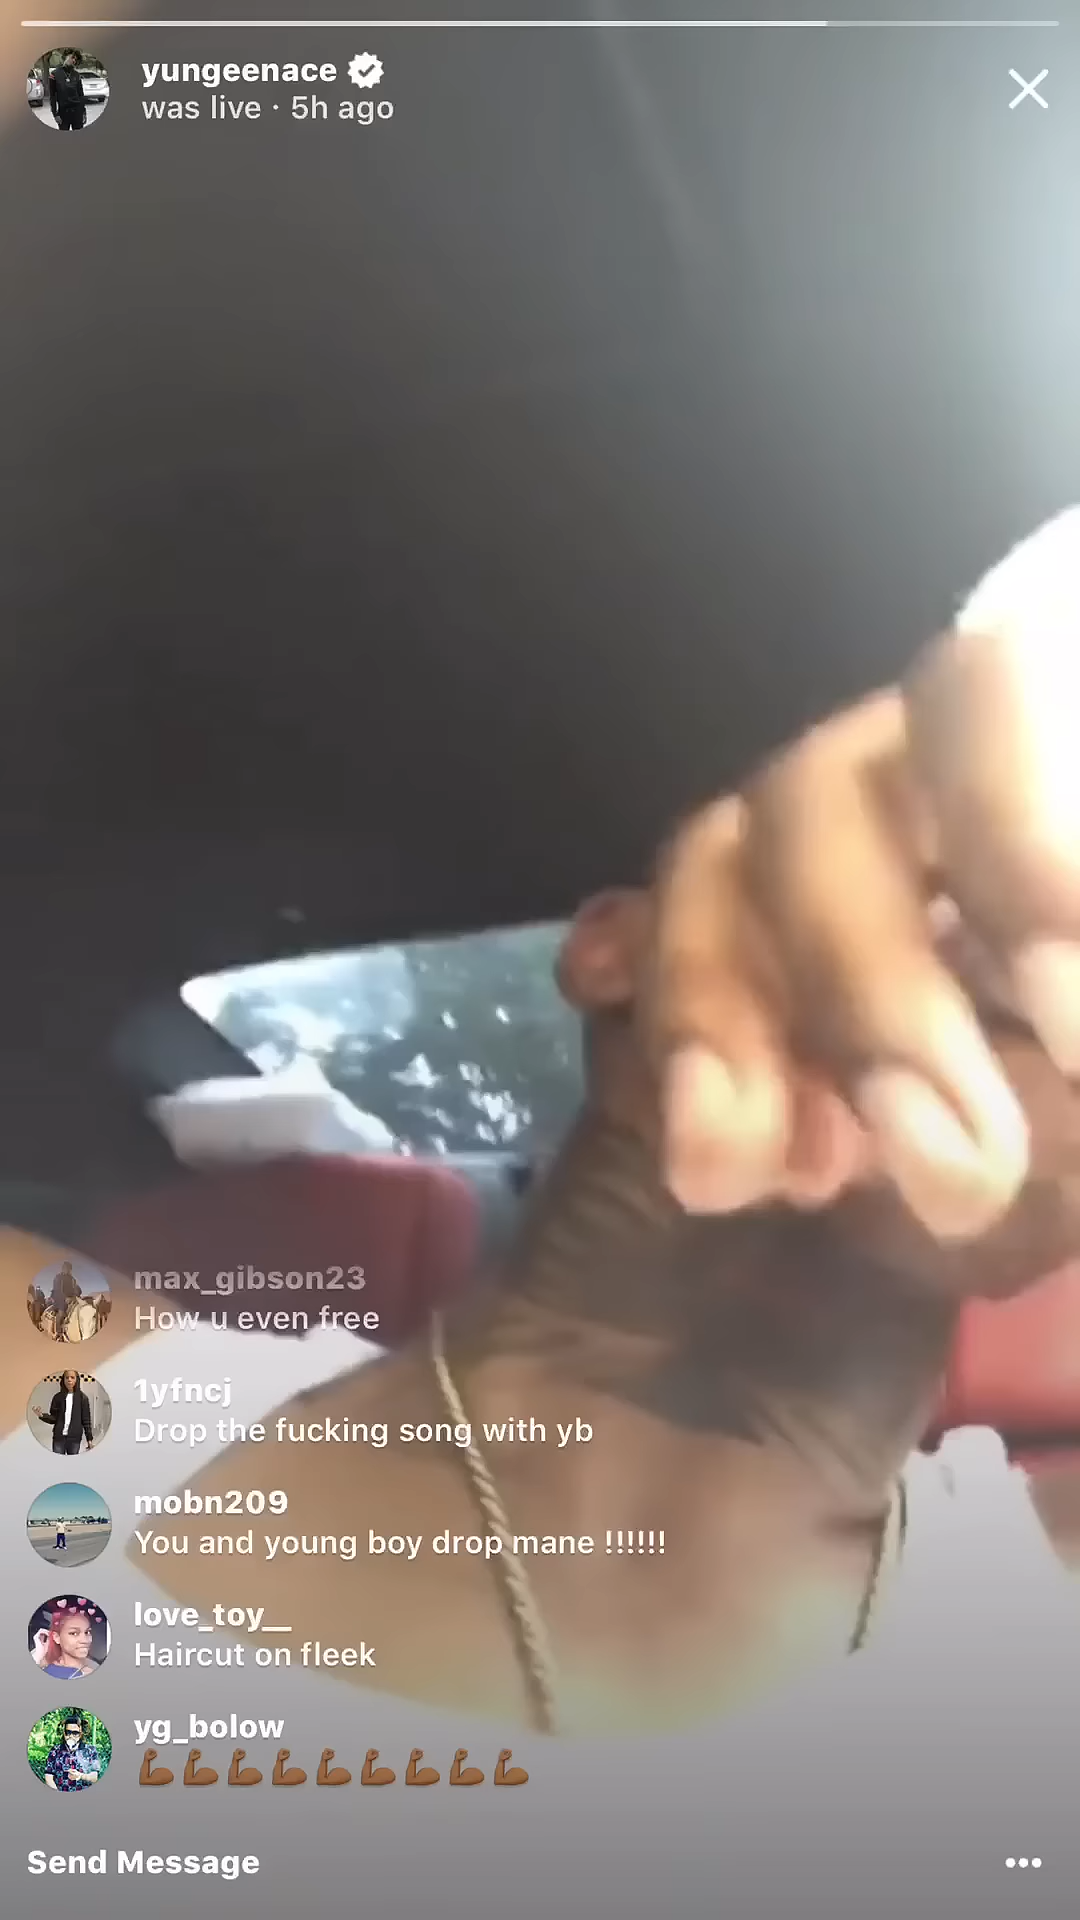 yungeenace
was live · 5h ago
max_gibson23
How u even free
1yfncj
Drop the fucking song with yb
mobn209
You and young boy drop mane !!!!!!
love_toy__
Haircut on fleek
yg_bolow
💪🏾💪🏾💪🏾💪🏾💪🏾💪🏾💪🏾💪🏾💪🏾
Send Message